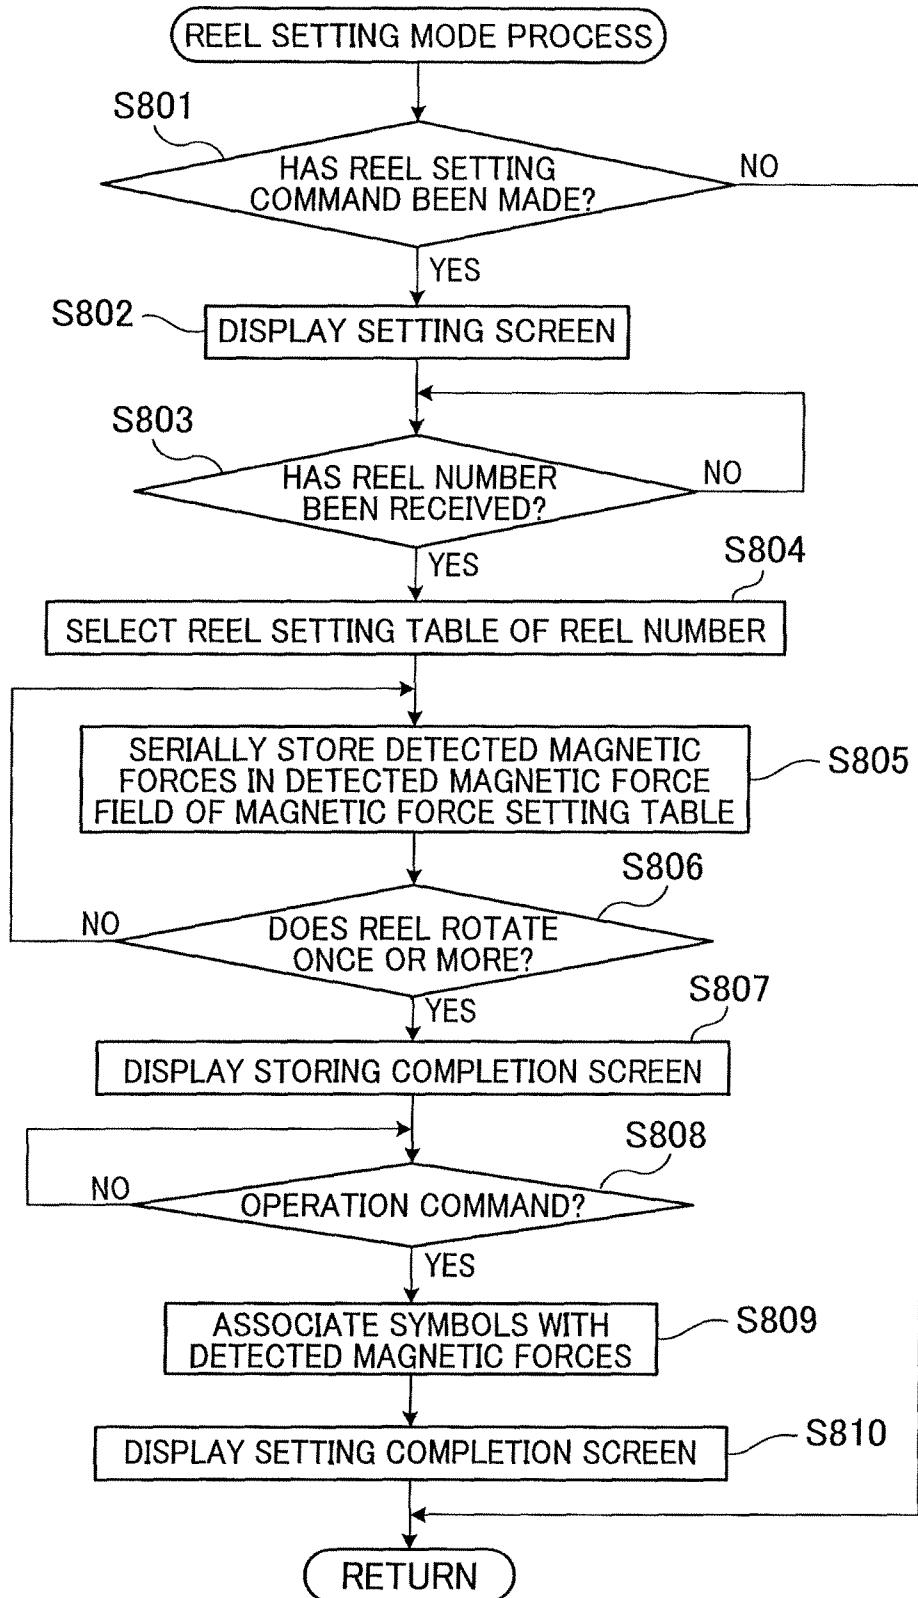 REEL SETTING MODE PROCESS
S801
HAS REEL SETTING
COMMAND BEEN MADE?
NO
YES
S802
DISPLAY SETTING SCREEN
S803
HAS REEL NUMBER
BEEN RECEIVED?
NO
YES
S804
SELECT REEL SETTING TABLE OF REEL NUMBER
SERIALLY STORE DETECTED MAGNETIC
FORCES IN DETECTED MAGNETIC FORCE
FIELD OF MAGNETIC FORCE SETTING TABLE
S805
S806
NO
DOES REEL ROTATE
ONCE OR MORE?
YES
S807
DISPLAY STORING COMPLETION SCREEN
S808
NO
OPERATION COMMAND?
YES
ASSOCIATE SYMBOLS WITH
DETECTED MAGNETIC FORCES
S809
DISPLAY SETTING COMPLETION SCREEN
S810
RETURN